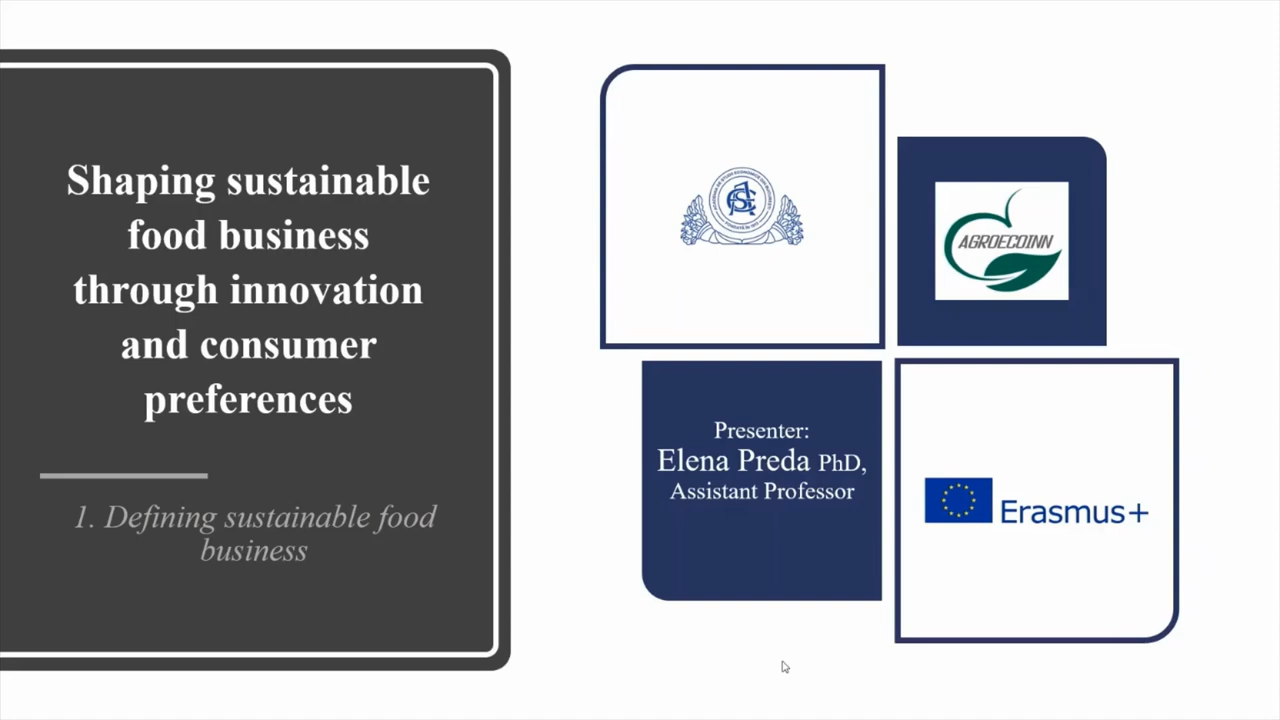 Shaping sustainable
food business
through innovation
and consumer
preferences
1. Defining sustainable food
business
AGROECOINN
Presenter:
Elena Preda PhD,
Assistant Professor
Erasmus+